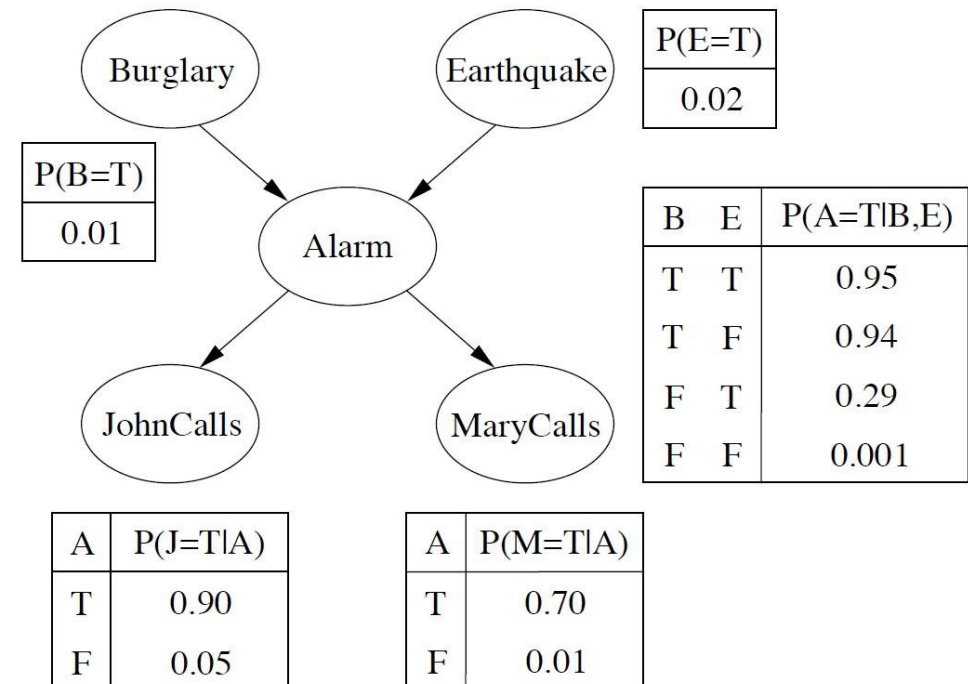 Burglary
Earthquake
P(E=T)
0.02
P(B=T)
0.01
Alarm
B E P(A=T|B,E)
T T 0.95
T F 0.94
F T 0.29
F F 0.001
JohnCalls
MaryCalls
A P(J=T|A)
T 0.90
F 0.05
A P(M=T|A)
T 0.70
F 0.01